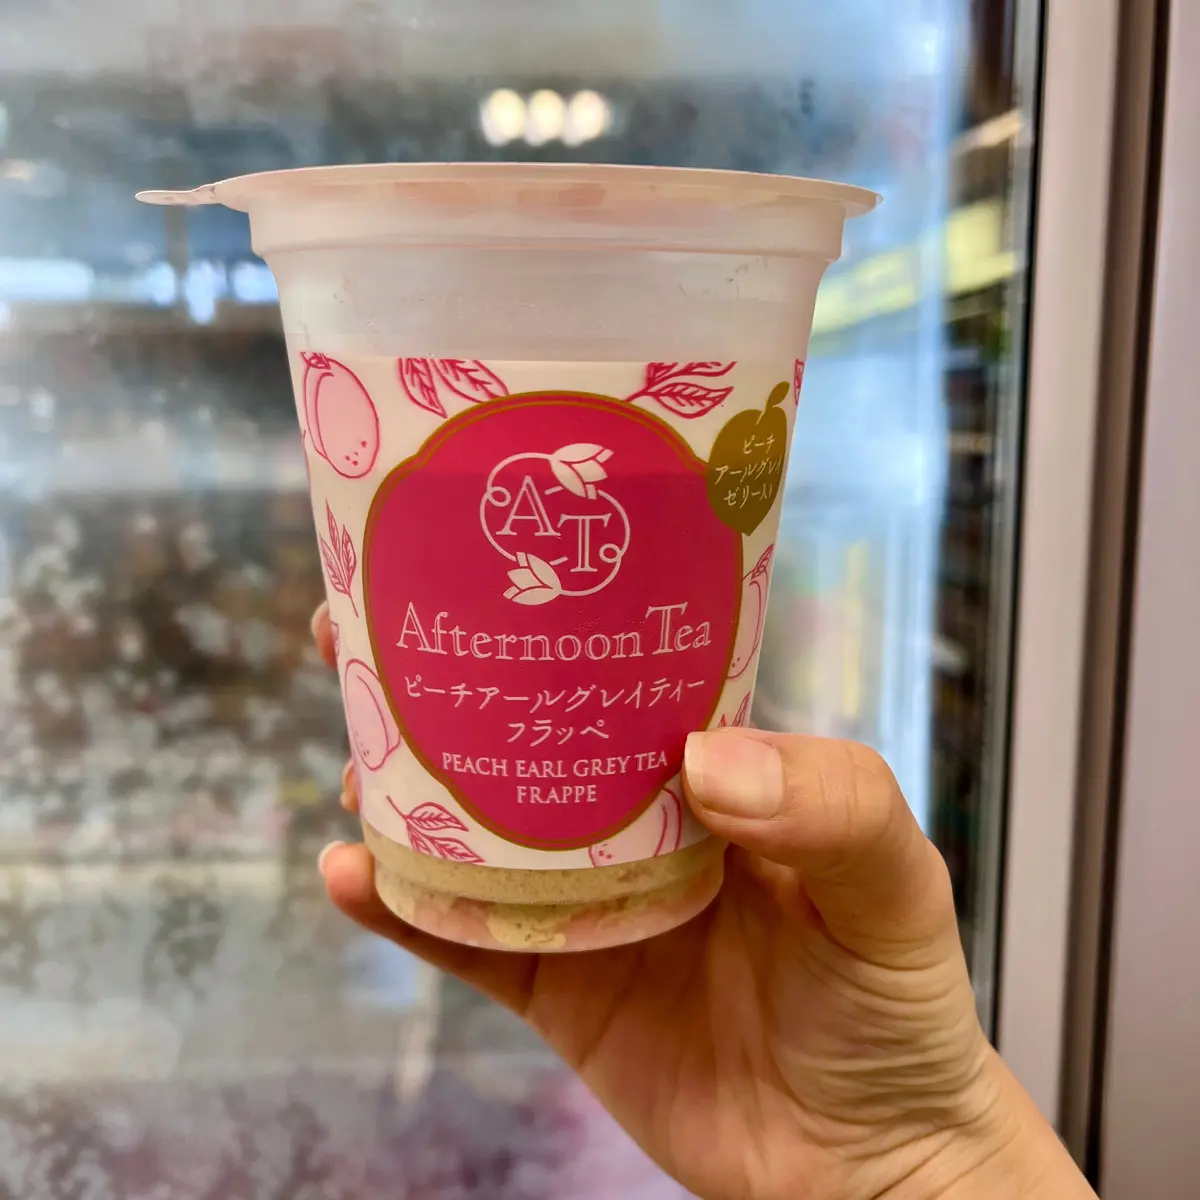 ピーチ
アールグレイ
ゼリー入り
AT
Afternoon Tea
ピーチアールグレイティー
フラッペ
PEACH EARL GREY TEA
FRAPPE